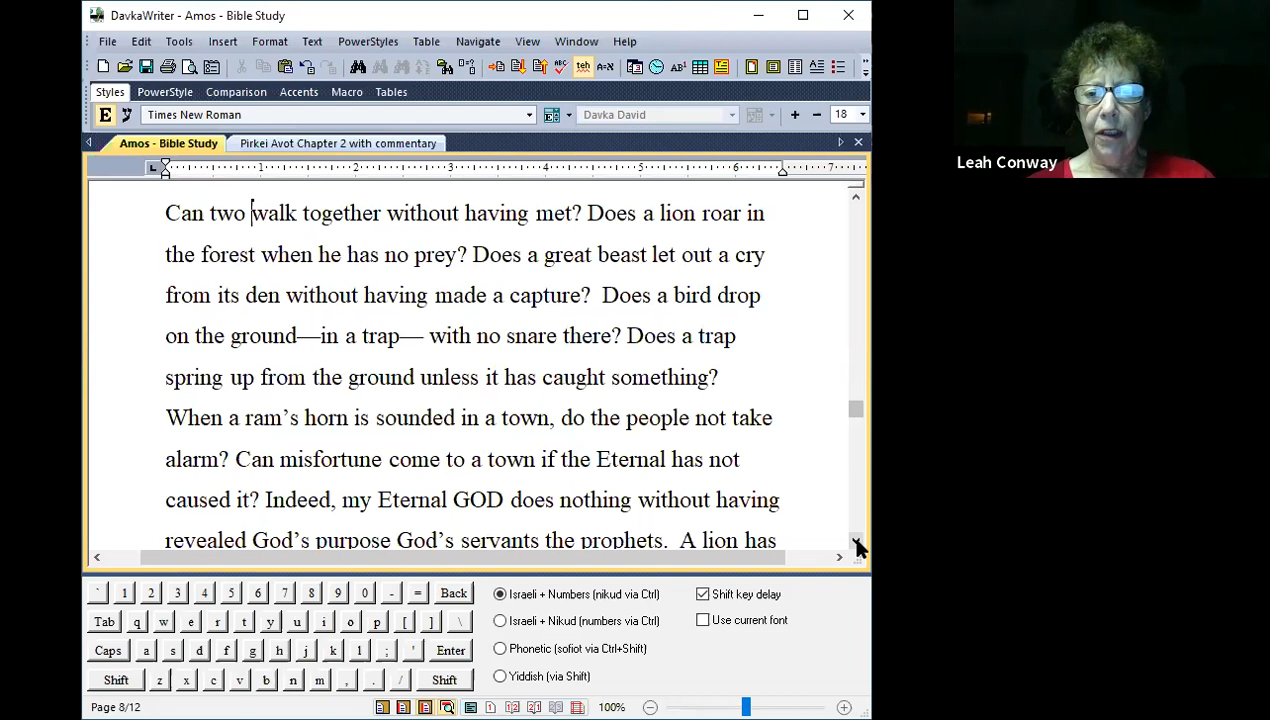 DavkaWriter - Amos - Bible Study
File Edit Tools Insert Format Text PowerStyles Table Navigate View Window Help
Styles PowerStyle Comparison Accents Macro Tables
E Times New Roman Davka David 18
Amos - Bible Study Pirkei Avot Chapter 2 with commentary
1 2 3 4 5 6 7
Leah Conway
Can two walk together without having met? Does a lion roar in
the forest when he has no prey? Does a great beast let out a cry
from its den without having made a capture?  Does a bird drop
on the ground—in a trap— with no snare there? Does a trap
spring up from the ground unless it has caught something?
When a ram’s horn is sounded in a town, do the people not take
alarm? Can misfortune come to a town if the Eternal has not
caused it? Indeed, my Eternal GOD does nothing without having
revealed God’s purpose God’s servants the prophets.  A lion has
` 1 2 3 4 5 6 7 8 9 0 - = Back
Tab q w e r t y u i o p [ ] \
Caps a s d f g h j k l ; ' Enter
Shift z x c v b n m , . / Shift
Israeli + Numbers (nikud via Ctrl)
Israeli + Nikud (numbers via Ctrl)
Phonetic (sofiot via Ctrl+Shift)
Yiddish (via Shift)
Shift key delay
Use current font
Page 8/12 100%